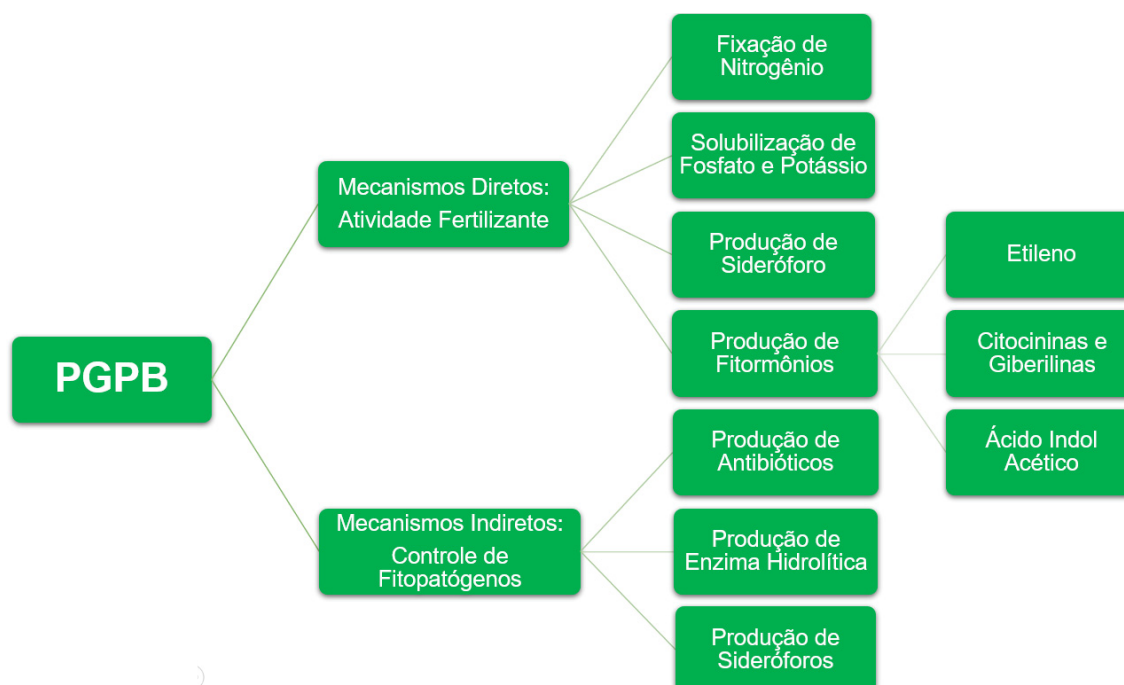 PGPB
Mecanismos Diretos:
Atividade Fertilizante
Fixação de
Nitrogênio
Solubilização de
Fosfato e Potássio
Produção de
Sideróforo
Produção de
Fitormônios
Etileno
Citocininas e
Giberilinas
Ácido Indol
Acético
Mecanismos Indiretos:
Controle de
Fitopatógenos
Produção de
Antibióticos
Produção de
Enzima Hidrolítica
Produção de
Sideróforos